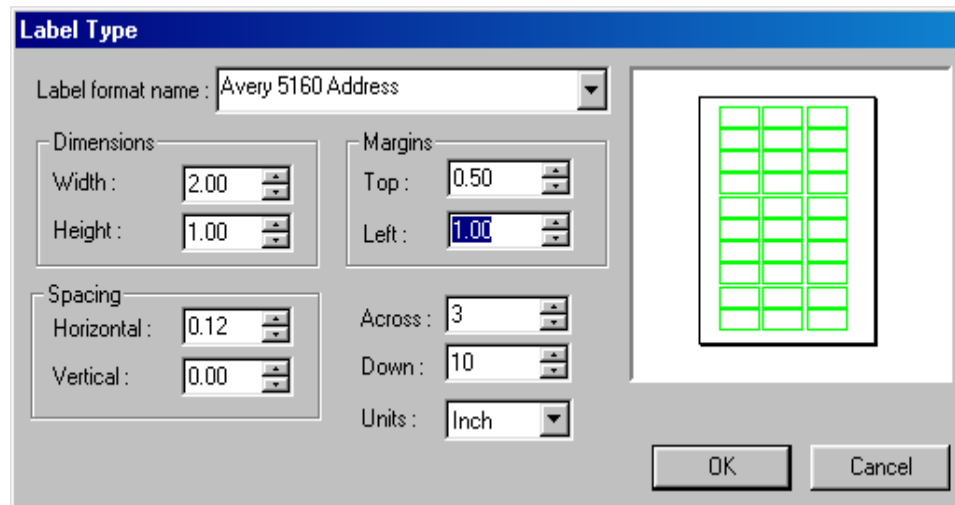 Label Type
Label format name : Avery 5160 Address
Dimensions
Width : 2.00
Height : 1.00
Margins
Top : 0.50
Left : 1.00
Spacing
Horizontal : 0.12
Vertical : 0.00
Across : 3
Down : 10
Units : Inch
OK Cancel